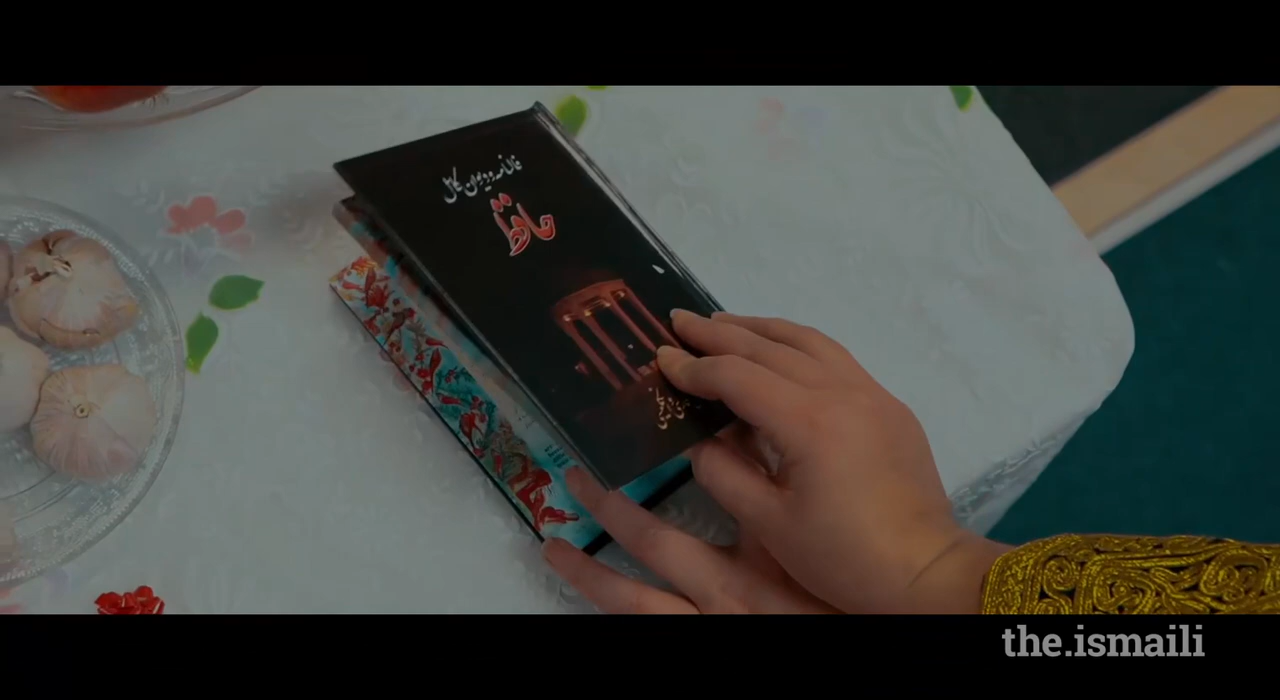 فالنامه و دیوان کامل
حافظ
the.ismaili